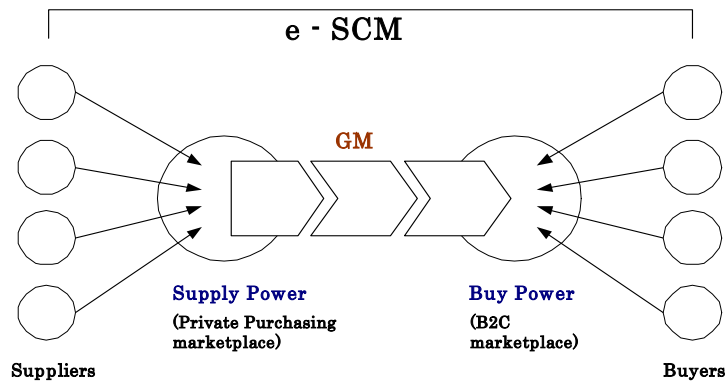 e - SCM
GM
Supply Power
(Private Purchasing
marketplace)
Buy Power
(B2C
marketplace)
Suppliers
Buyers